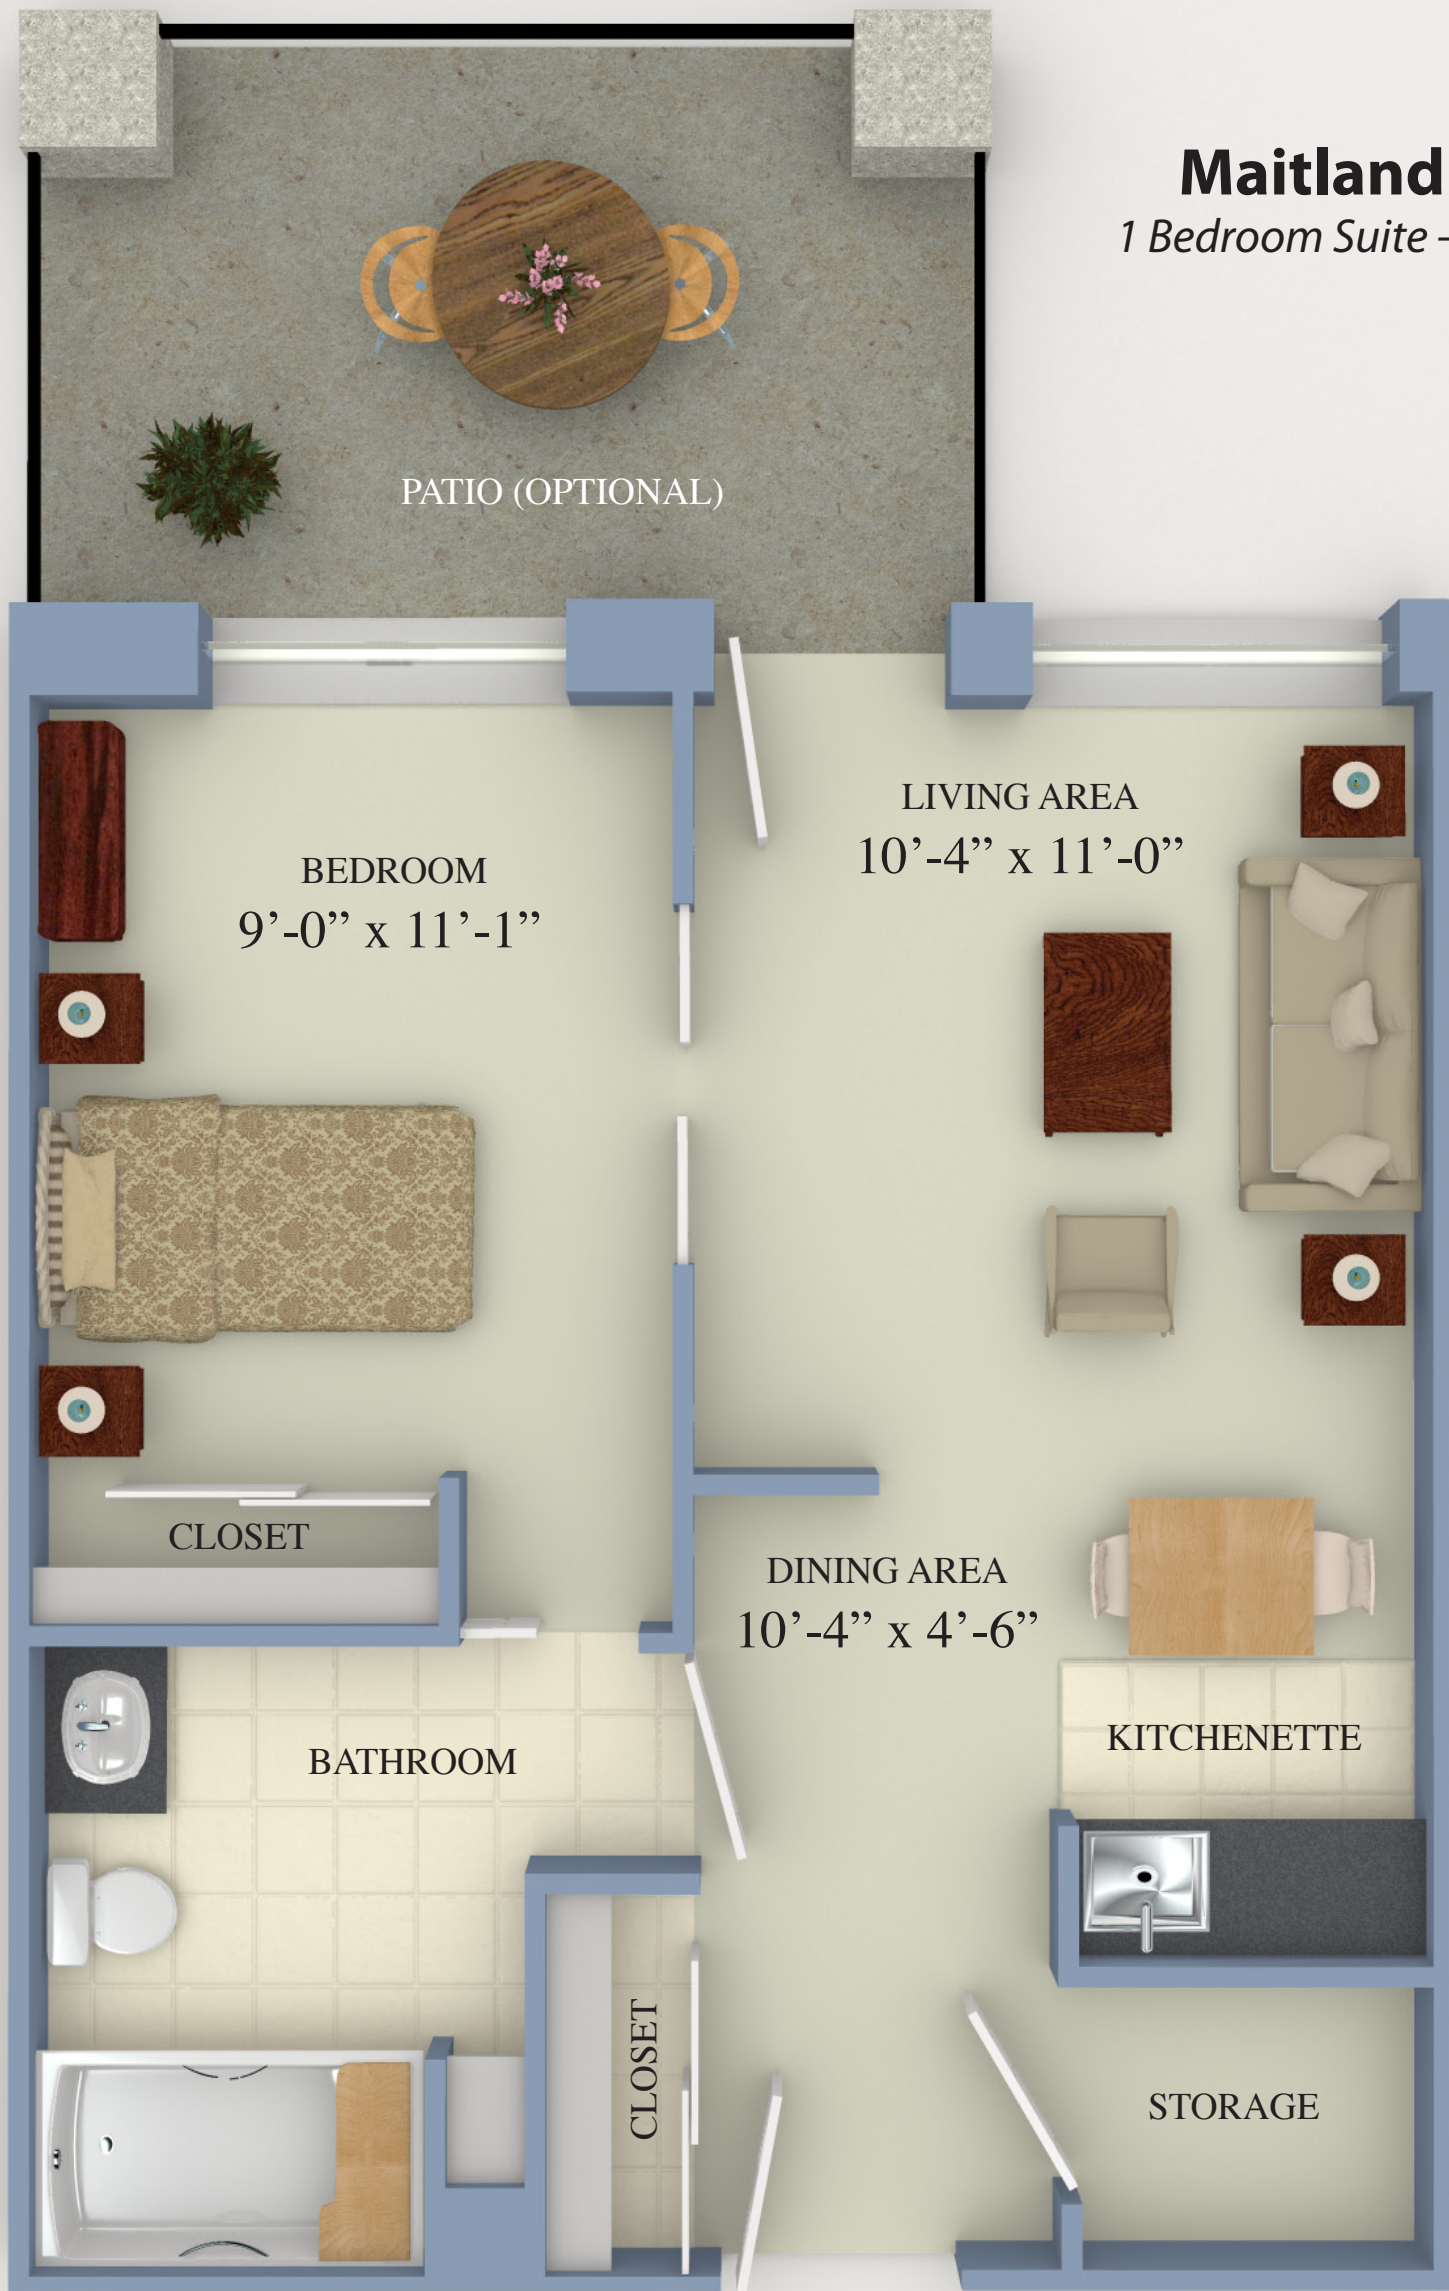 Maitland
1 Bedroom Suite -
PATIO (OPTIONAL)
LIVING AREA
10’-4” x 11’-0”
BEDROOM
9’-0” x 11’-1”
CLOSET
DINING AREA
10’-4” x 4’-6”
KITCHENETTE
BATHROOM
CLOSET
STORAGE